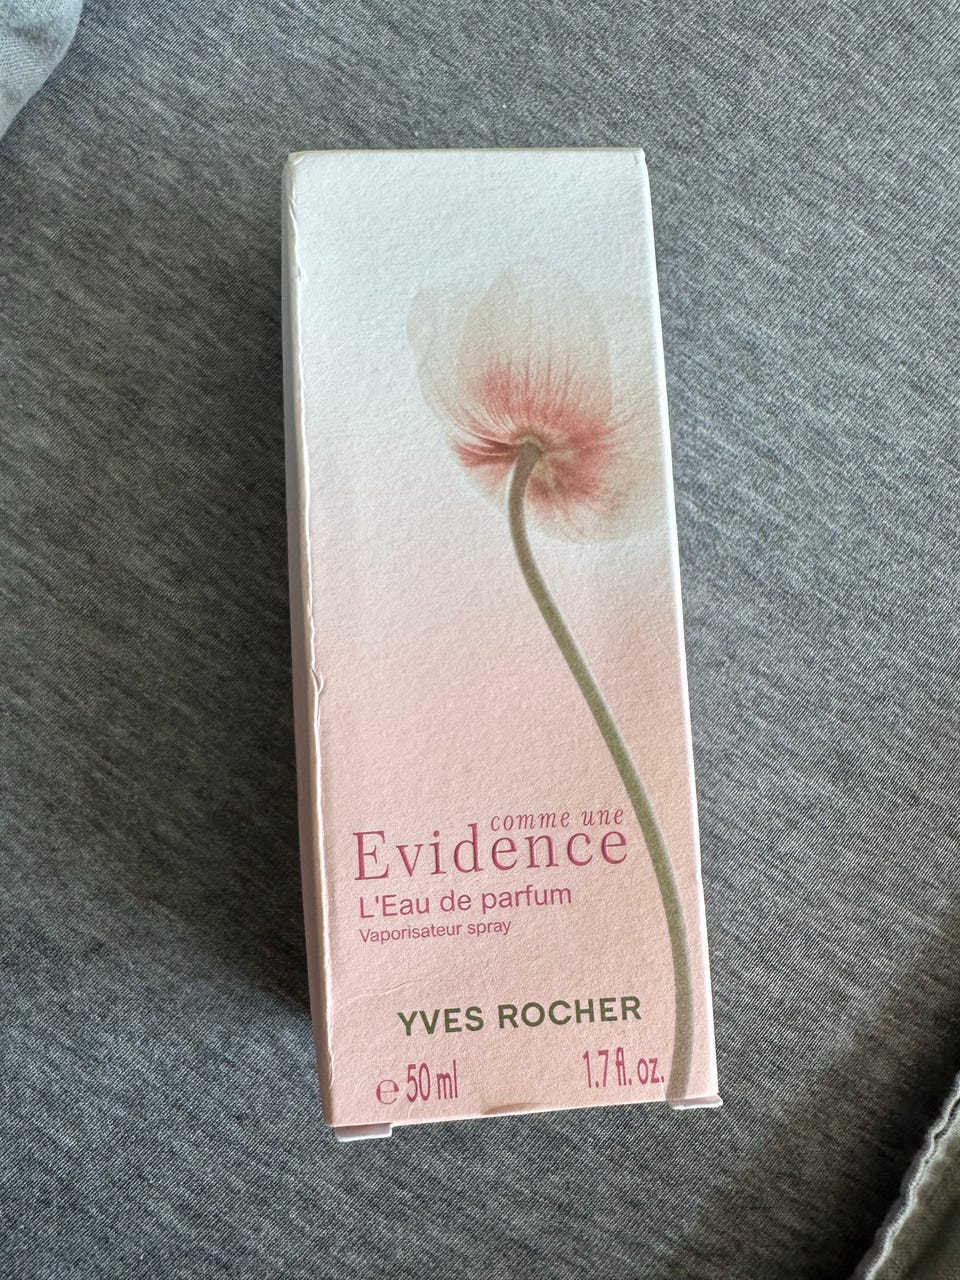 comme une
Evidence
L'Eau de parfum
Vaporisateur spray
YVES ROCHER
℮ 50 ml 1.7 fl. oz.